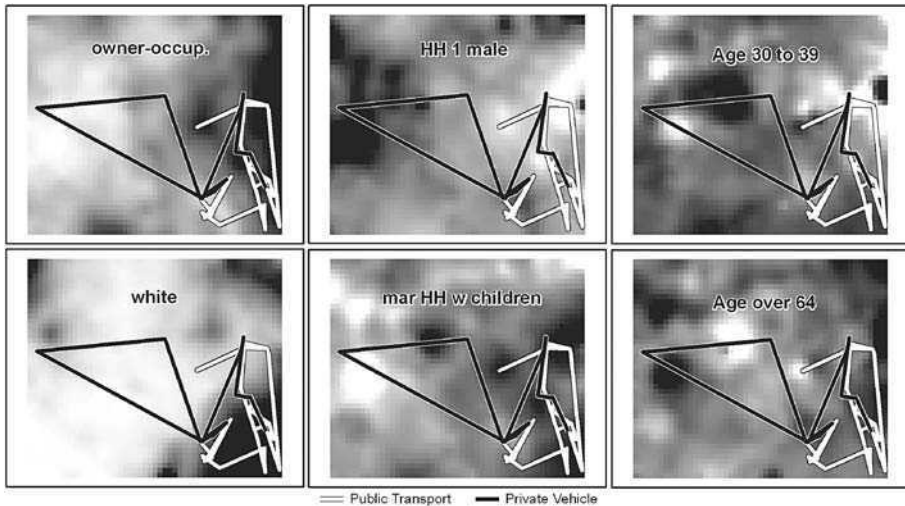 owner-occup.
HH 1 male
Age 30 to 39
white
mar HH w children
Age over 64
Public Transport
Private Vehicle